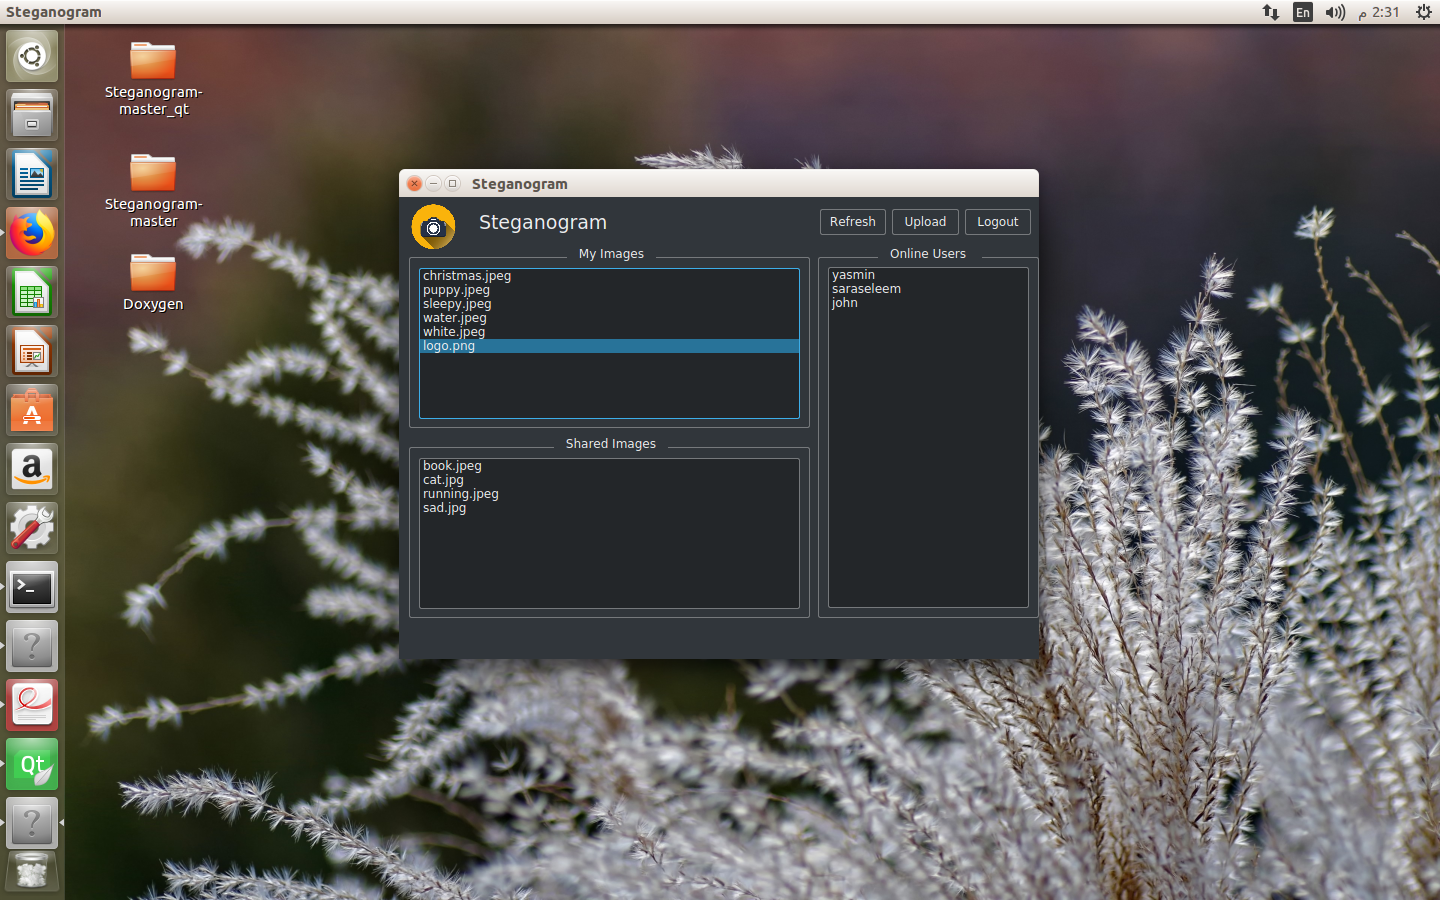 Steganogram
En
م 2:31
Steganogram-
master_qt
Steganogram-
master
Doxygen
Steganogram
Steganogram
Refresh
Upload
Logout
My Images
christmas.jpeg
puppy.jpeg
sleepy.jpeg
water.jpeg
white.jpeg
logo.png
Shared Images
book.jpeg
cat.jpg
running.jpeg
sad.jpg
Online Users
yasmin
saraseleem
john
A
a
>_
?
Qt
?